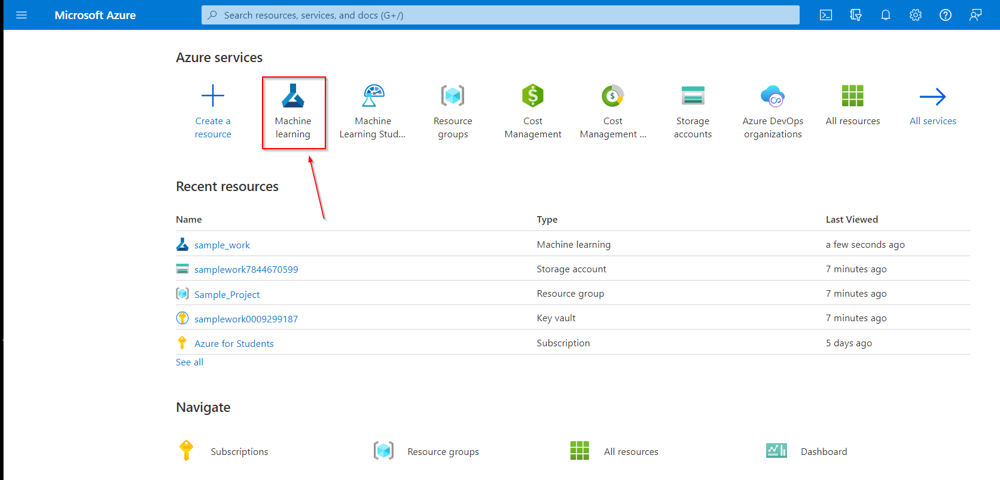 Microsoft Azure
Search resources, services, and docs (G+/)
Azure services
Create a
resource
Machine
learning
Machine
Learning Stud...
Resource
groups
Cost
Management
Cost
Management ...
Storage
accounts
Azure DevOps
organizations
All resources
All services
Recent resources
Name Type Last Viewed
sample_work Machine learning a few seconds ago
samplework7844670599 Storage account 7 minutes ago
Sample_Project Resource group 7 minutes ago
samplework0009299187 Key vault 7 minutes ago
Azure for Students Subscription 5 days ago
See all
Navigate
Subscriptions Resource groups All resources Dashboard